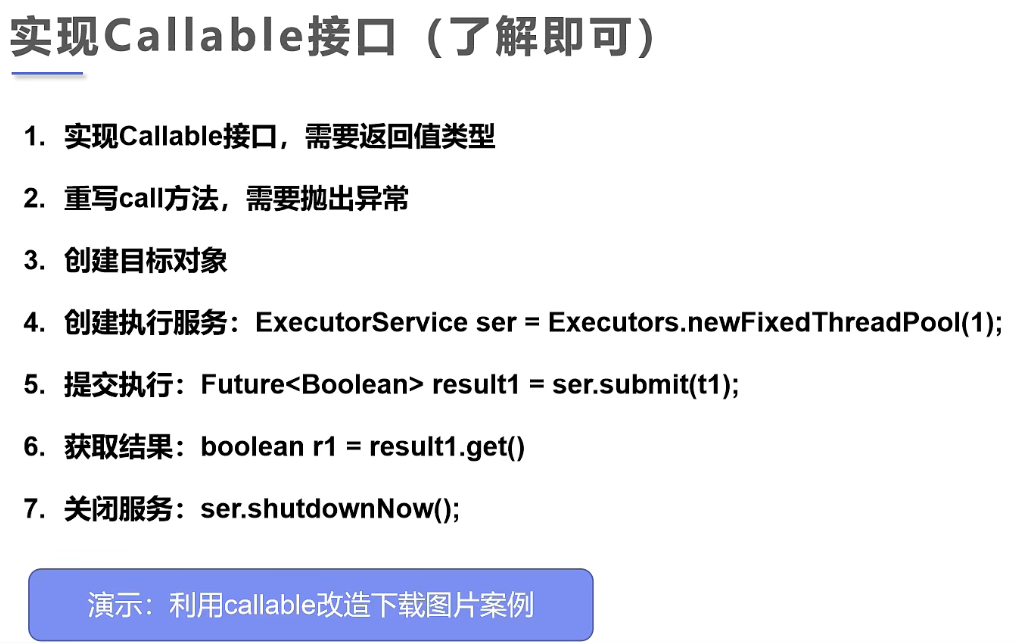 实现Callable接口（了解即可）
1. 实现Callable接口，需要返回值类型
2. 重写call方法，需要抛出异常
3. 创建目标对象
4. 创建执行服务：ExecutorService ser = Executors.newFixedThreadPool(1);
5. 提交执行：Future<Boolean> result1 = ser.submit(t1);
6. 获取结果：boolean r1 = result1.get()
7. 关闭服务：ser.shutdownNow();
演示：利用callable改造下载图片案例